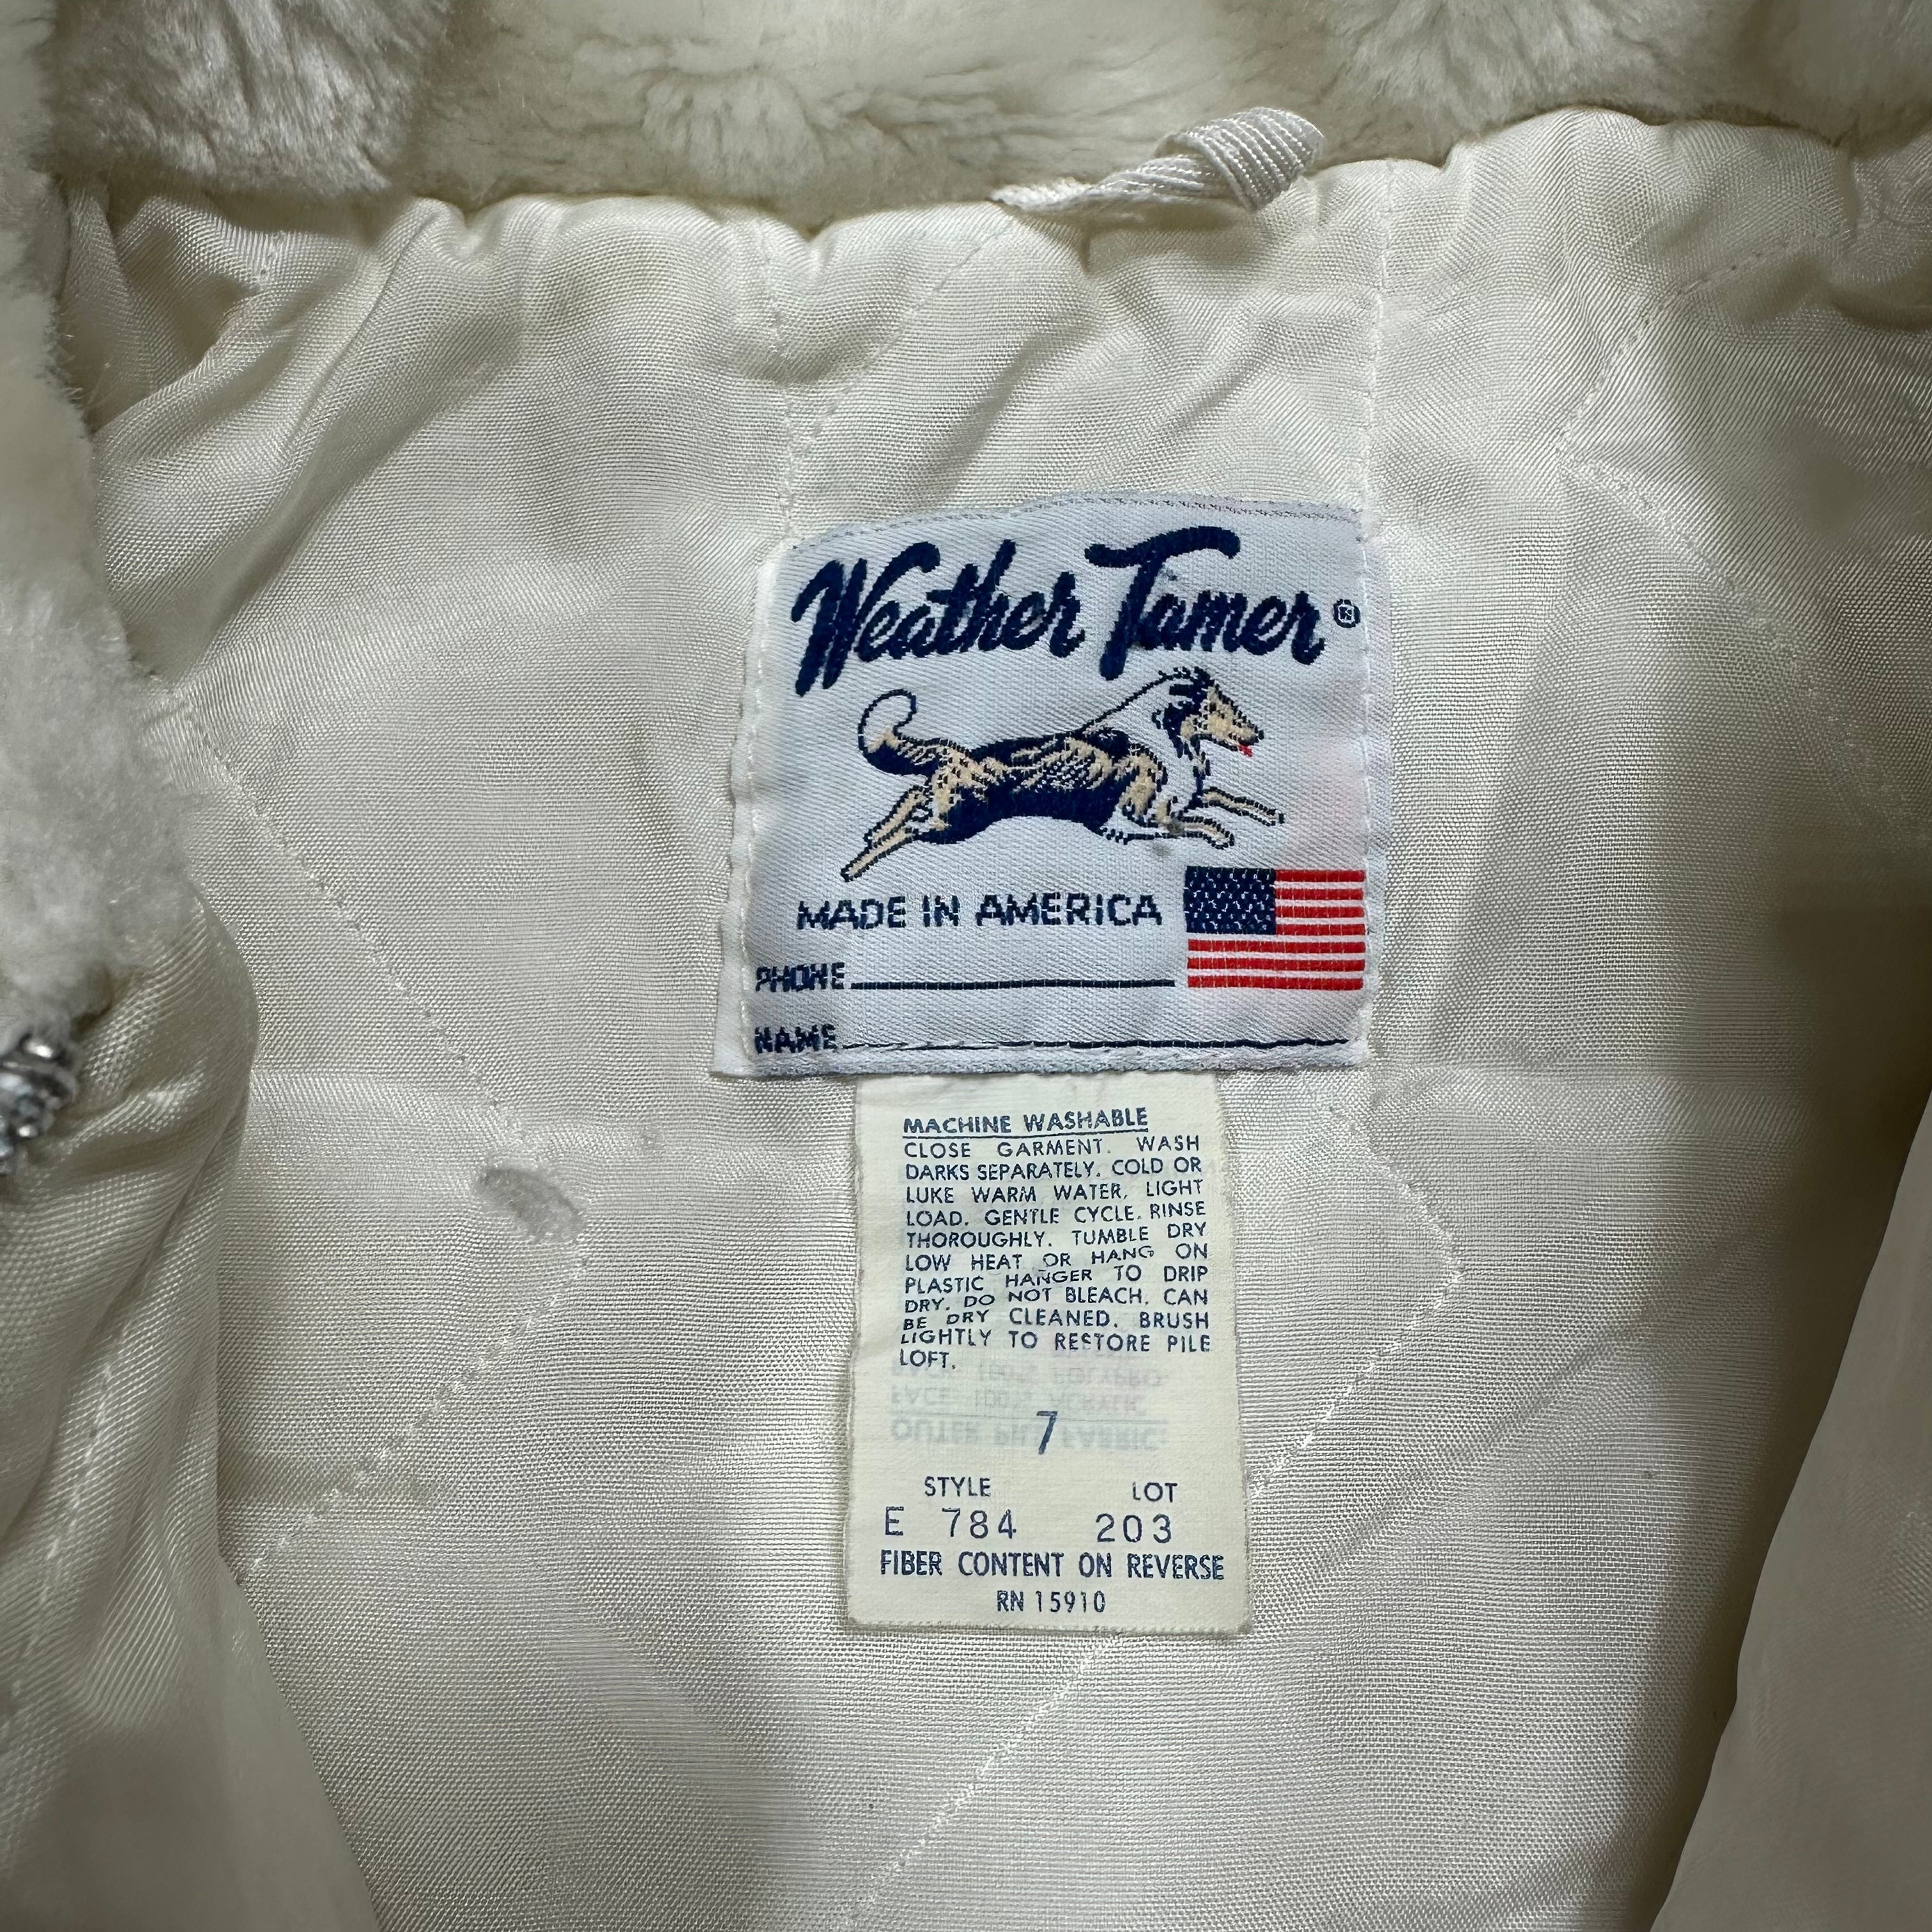 Weather Tamer®
MADE IN AMERICA
PHONE
NAME
MACHINE WASHABLE
CLOSE GARMENT. WASH
DARKS SEPARATELY. COLD OR
LUKE WARM WATER, LIGHT
LOAD. GENTLE CYCLE. RINSE
THOROUGHLY. TUMBLE DRY
LOW HEAT OR HANG ON
PLASTIC HANGER TO DRIP
DRY. DO NOT BLEACH. CAN
BE DRY CLEANED. BRUSH
LIGHTLY TO RESTORE PILE
LOFT.
7
STYLE LOT
E 784 203
FIBER CONTENT ON REVERSE
RN 15910